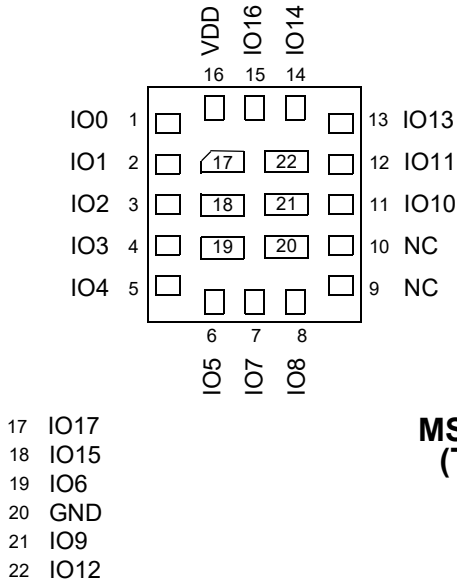 VDD IO16 IO14
16 15 14
IO0 1 13 IO13
IO1 2 17 22 12 IO11
IO2 3 18 21 11 IO10
IO3 4 19 20 10 NC
IO4 5 9 NC
6 7 8
IO5 IO7 IO8
17 IO17
18 IO15
19 IO6
20 GND
21 IO9
22 IO12
MS
(T